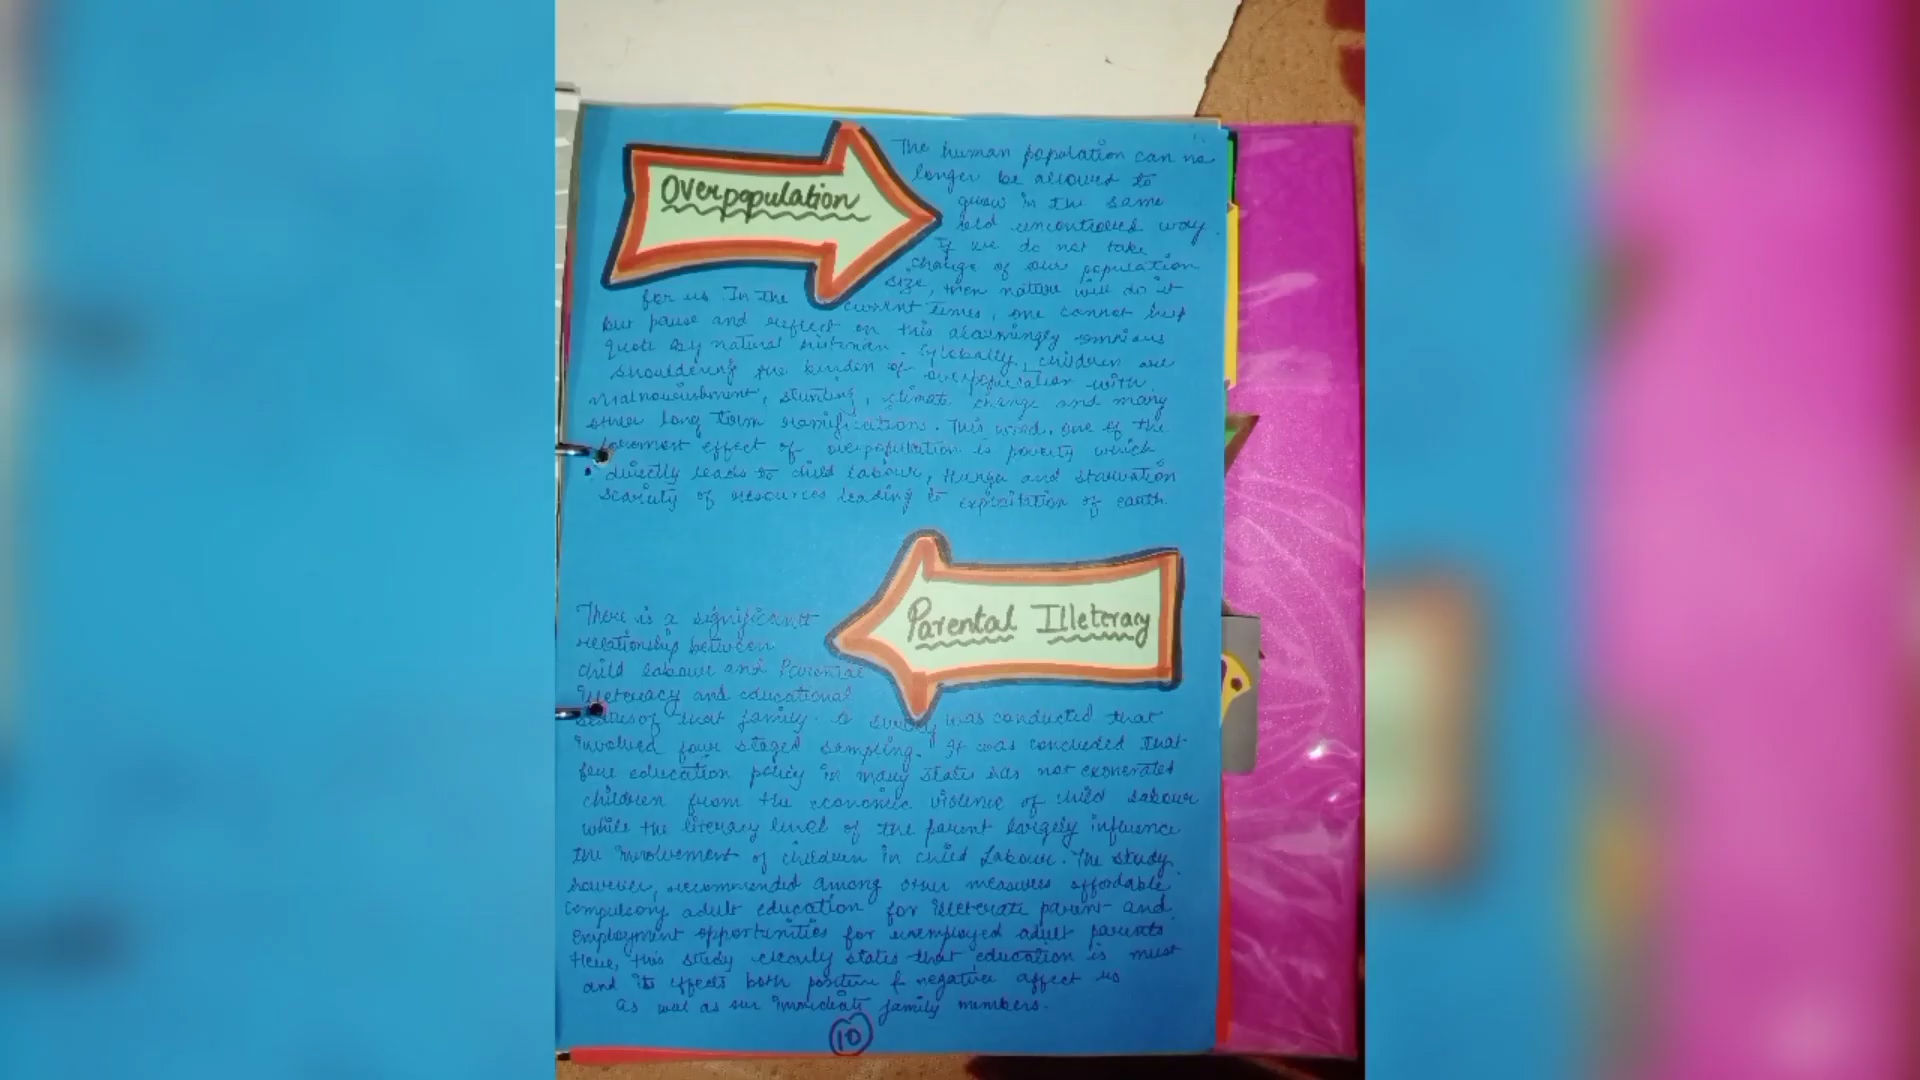 Overpopulation
The human population can no
longer be allowed to
grow in the same
old uncontrolled way.
If we do not take
charge of our population
size, then nature will do it
for us. In the current times, one cannot help
but pause and reflect on this alarmingly
quote by natural historian. Globally, children are
shouldering the burden of overpopulation with
malnourishment, stunting, climate change and many
other long term ramifications. This, one of the
foremost effect of overpopulation is poverty which
directly leads to child labour, Hunger and starvation
scarcity of resources leading to exploitation of earth.
Parental Illeteracy
There is a significant
relationship between
child labour and Parental
Illeteracy and educational
status of that family. A survey was conducted that
involved four staged sampling. It was concluded that
free education policy in many states has not exonerated
children from the economic violence of child labour
while the literacy level of the parent largely influence
the involvement of children in child Labour. The study,
however, recommended among other measures affordable
compulsory adult education for illeterate parent and
employment opportunities for unemployed adult parents
Here, this study clearly states that education is must
and its effects both positive & negative affect us
as well as our immediate family members.
10